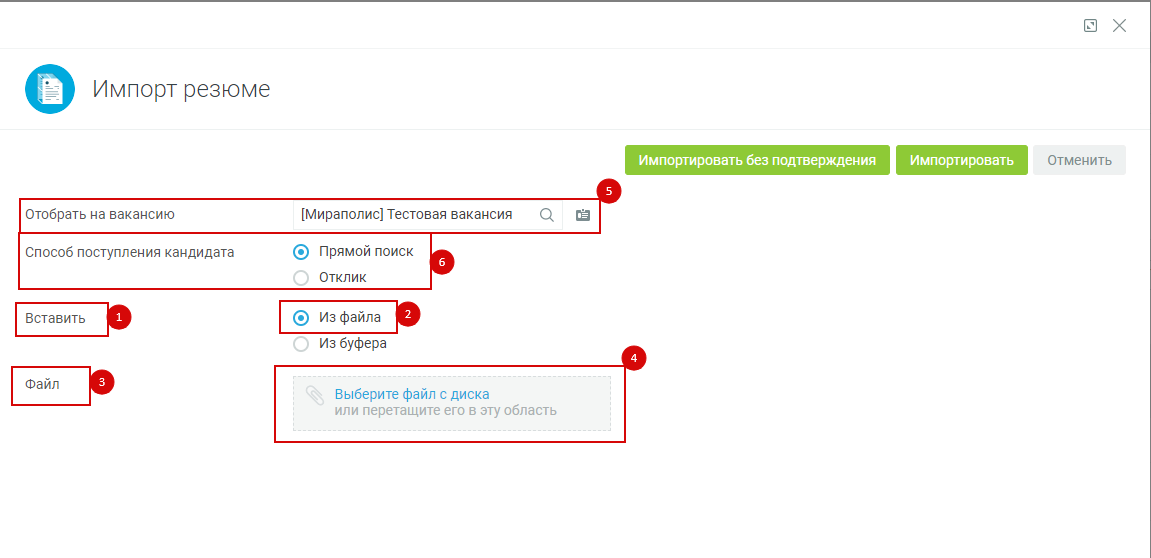 Импорт резюме
Импортировать без подтверждения Импортировать Отменить
5
Отобрать на вакансию [Мираполис] Тестовая вакансия
Способ поступления кандидата Прямой поиск
6
Отклик
Вставить 1 Из файла 2
Из буфера
4
Файл 3
Выберите файл с диска
или перетащите его в эту область